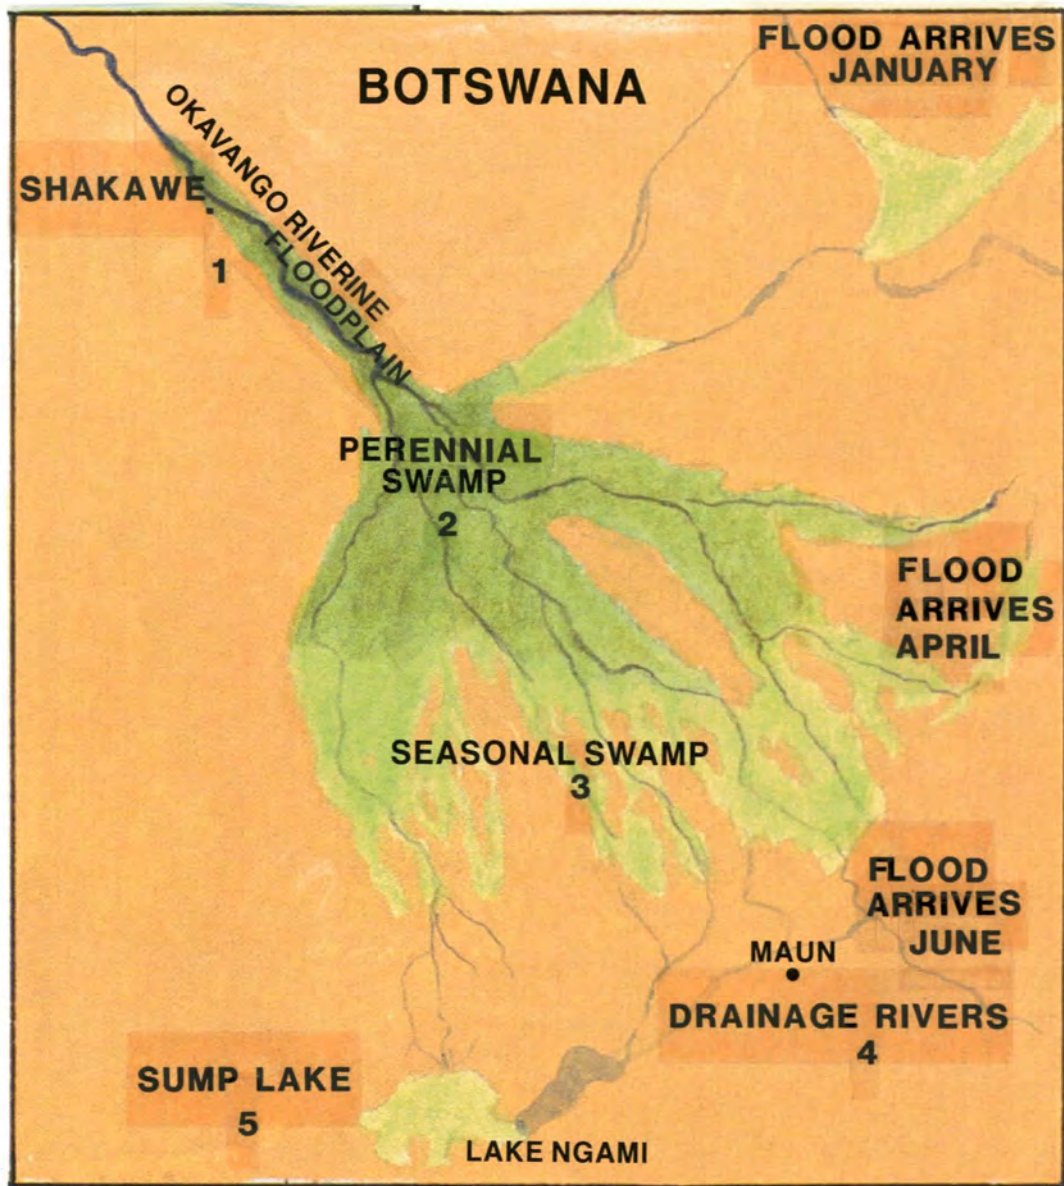 FLOOD ARRIVES
JANUARY
BOTSWANA
OKAVANGO RIVERINE
FLOODPLAIN
SHAKAWE
1
PERENNIAL
SWAMP
2
FLOOD
ARRIVES
APRIL
SEASONAL SWAMP
3
FLOOD
ARRIVES
JUNE
MAUN
DRAINAGE RIVERS
4
SUMP LAKE
5
LAKE NGAMI